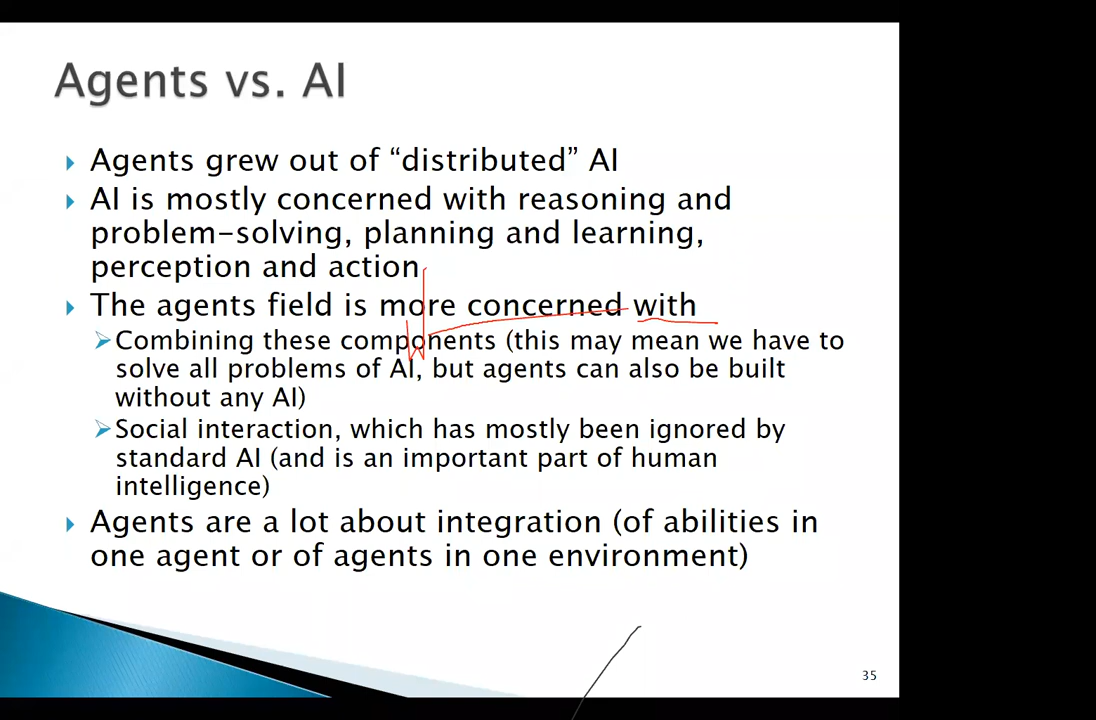 Agents vs. AI
Agents grew out of “distributed” AI
AI is mostly concerned with reasoning and
problem-solving, planning and learning,
perception and action
The agents field is more concerned with
Combining these components (this may mean we have to
solve all problems of AI, but agents can also be built
without any AI)
Social interaction, which has mostly been ignored by
standard AI (and is an important part of human
intelligence)
Agents are a lot about integration (of abilities in
one agent or of agents in one environment)
35